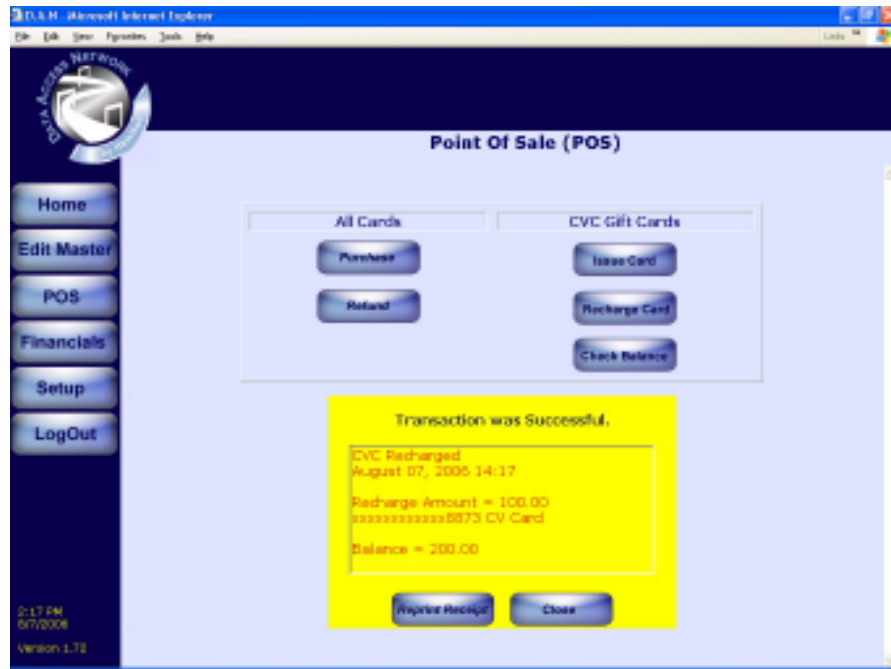 D.A.N - Microsoft Internet Explorer
File Edit View Favorites Tools Help
Links
DATA ACCESS NETWORK
Point Of Sale (POS)
Home
Edit Master
POS
Financials
Setup
LogOut
All Cards CVC Gift Cards
Purchase Issue Card
Refund Recharge Card
Check Balance
Transaction was Successful.
CVC Recharged
August 07, 2006 14:17
Recharge Amount = 100.00
xxxxxxxxxxxx8873 CV Card
Balance = 200.00
Reprint Receipt Close
2:17 PM
8/7/2006
Version 1.72